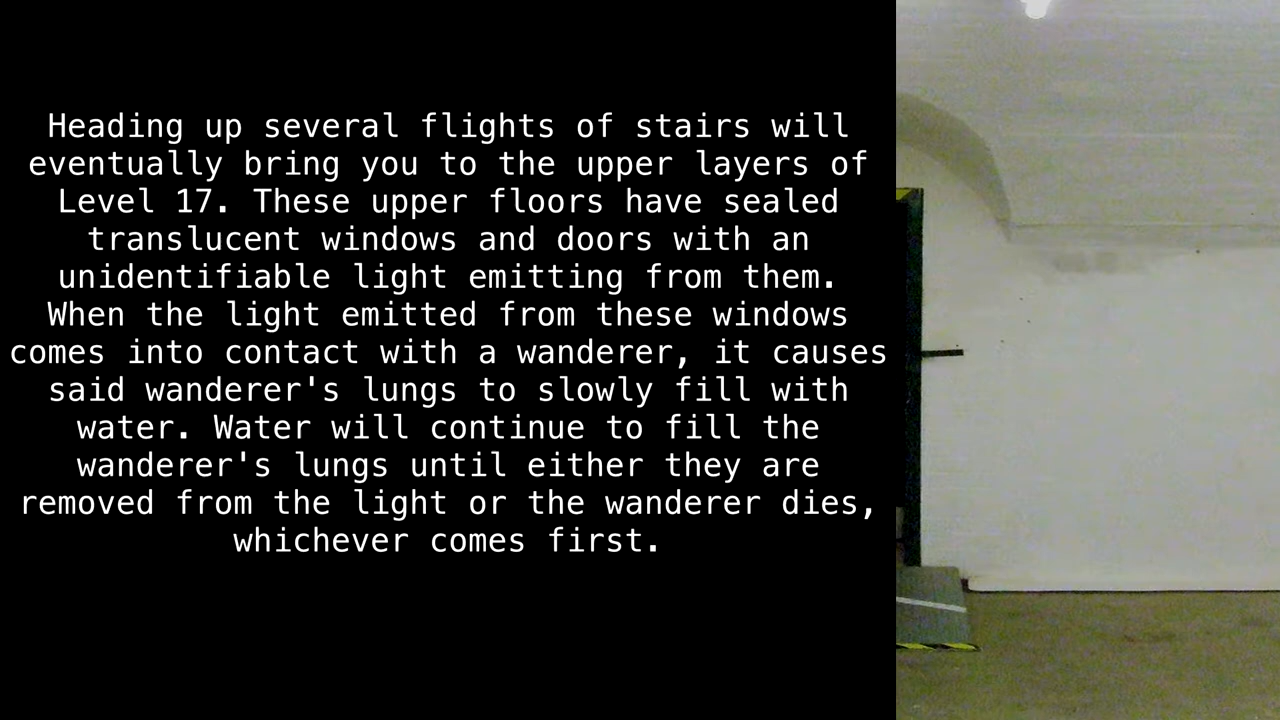 Heading up several flights of stairs will
eventually bring you to the upper layers of
Level 17. These upper floors have sealed
translucent windows and doors with an
unidentifiable light emitting from them.
When the light emitted from these windows
comes into contact with a wanderer, it causes
said wanderer's lungs to slowly fill with
water. Water will continue to fill the
wanderer's lungs until either they are
removed from the light or the wanderer dies,
whichever comes first.